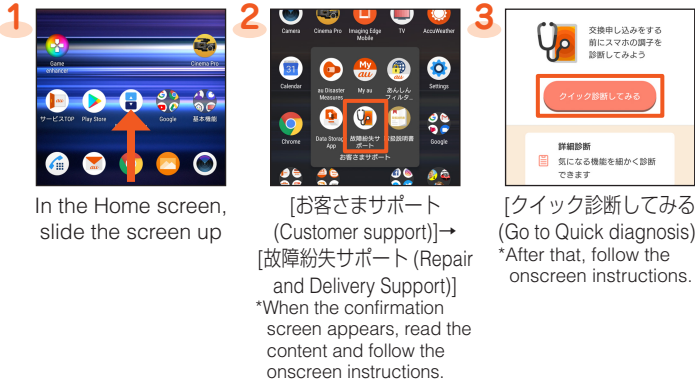 1
Game
enhancer
Cinema Pro
au
サービスTOP
Play Store
Google
基本機能
In the Home screen,
slide the screen up
2
Camera
Cinema Pro
Imaging Edge
Mobile
TV
AccuWeather
31
My
au
Calendar
au Disaster
Measures
My au
あんしん
フィルタ..
Settings
Chrome
Data Storage
App
故障紛失サ
ポート
取扱説明書
Google
お客さまサポート
[お客さまサポート
(Customer support)]→
[故障紛失サポート (Repair
and Delivery Support)]
*When the confirmation
screen appears, read the
content and follow the
onscreen instructions.
3
交換申し込みをする
前にスマホの調子を
診断してみよう
クイック診断してみる
詳細診断
気になる機能を細かく診断
できます
[クイック診断してみる
(Go to Quick diagnosis)
*After that, follow the
onscreen instructions.